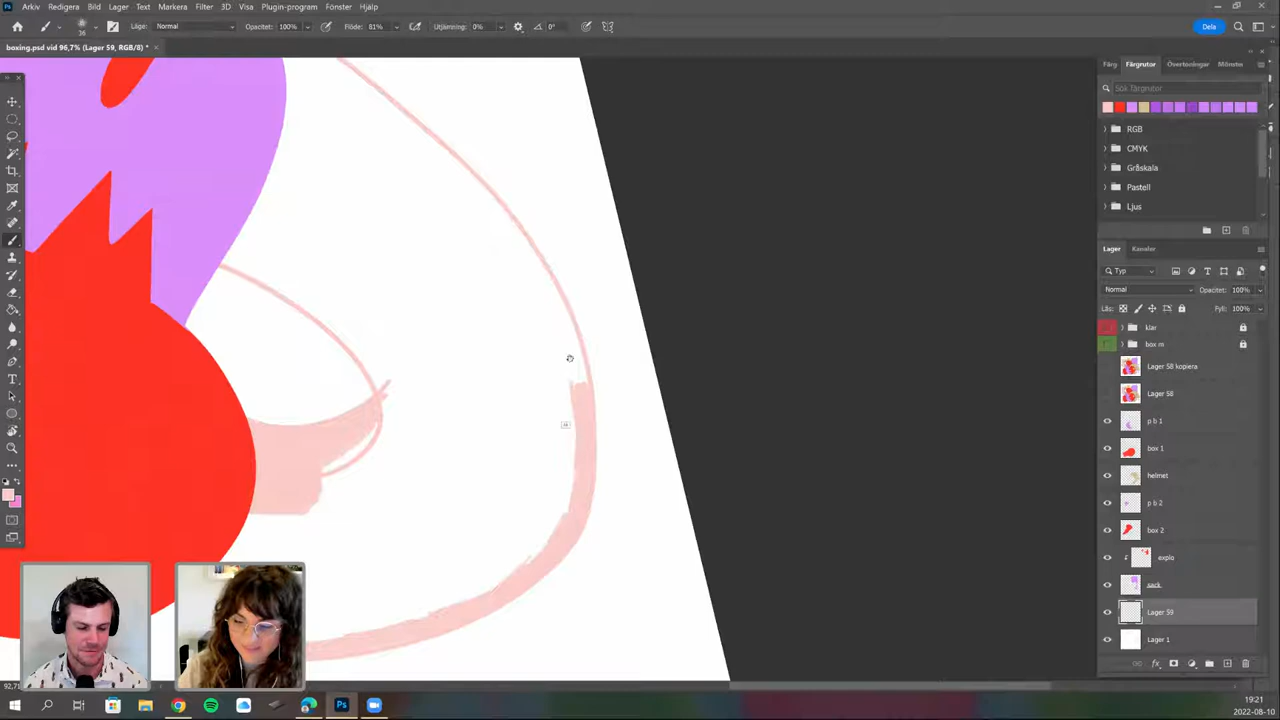 Arkiv Redigera Bild Lager Text Markera Filter 3D Visa Plugin-program Fönster Hjälp
36 Läge: Normal Opacitet: 100% Flöde: 81% Utjämning: 0% 0° Dela
boxing.psd vid 96,7% (Lager 59, RGB/8) *
Färg Färgrutor Övertoningar Mönster
Sök färgrutor
RGB
CMYK
Gråskala
Pastell
Ljus
Lager Kanaler
Typ
Normal Opacitet: 100%
Lås: Fyll: 100%
klar
box m
Lager 58 kopiera
Lager 58
p b 1
box 1
helmet
p b 2
box 2
explo
sack
Lager 59
Lager 1
fx
Ps
19:21
2022-08-10